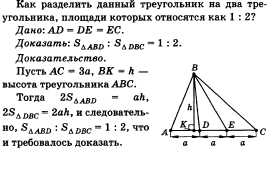 Как разделить данный треугольник на два тре-
угольника, площади которых относятся как 1 : 2?
Дано: AD = DE = EC.
Доказать: S△ABD : S△DBC = 1 : 2.
Доказательство.
Пусть AC = 3a, BK = h —
высота треугольника ABC.
Тогда 2S△ABD = ah,
2S△DBC = 2ah, и следователь-
но, S△ABD : S△DBC = 1 : 2, что
и требовалось доказать.
B
h
A K D E C
a a a